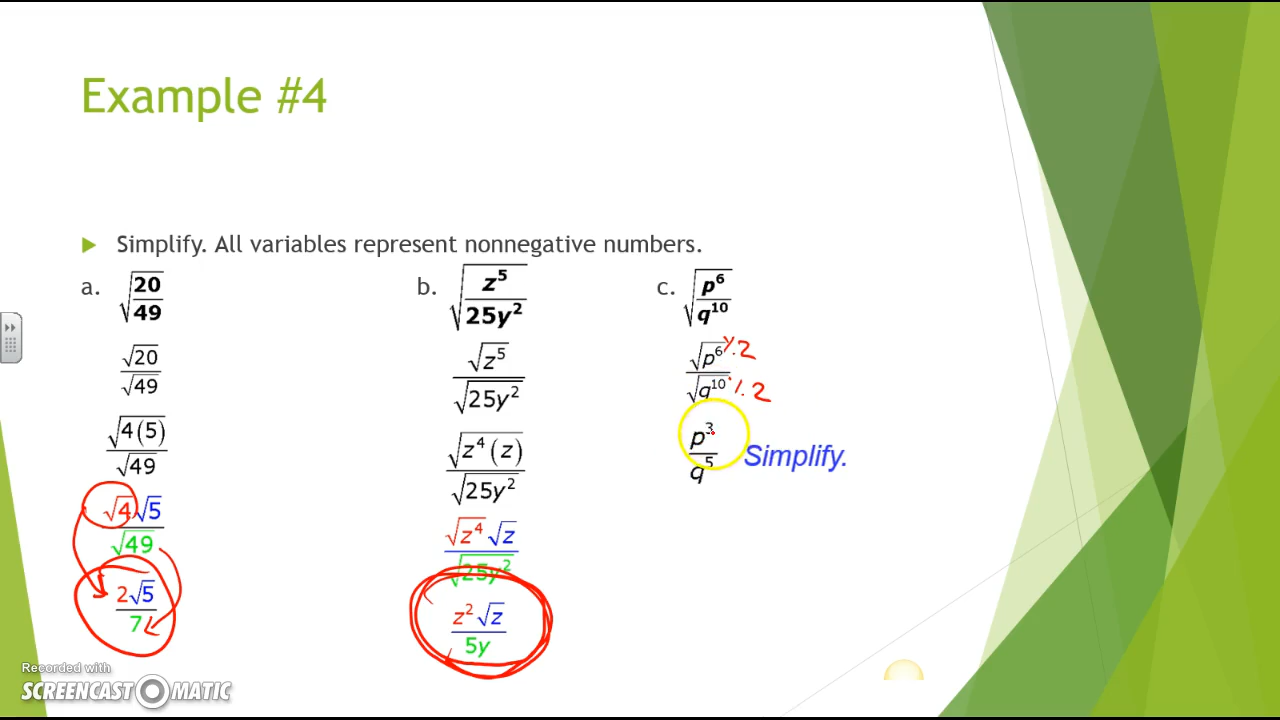 Example #4
Simplify. All variables represent nonnegative numbers.
a. √(20/49)
√20/√49
√(4(5))/√49
√4√5/√49
2√5/7
b. √(z⁵/25y²)
√z⁵/√25y²
√(z⁴(z))/√25y²
√z⁴ √z/√25y²
z²√z/5y
c. √(p⁶/q¹⁰)
√p⁶/√q¹⁰
÷2
÷2
p³/q⁵
Simplify.
Recorded with
SCREENCAST-O-MATIC